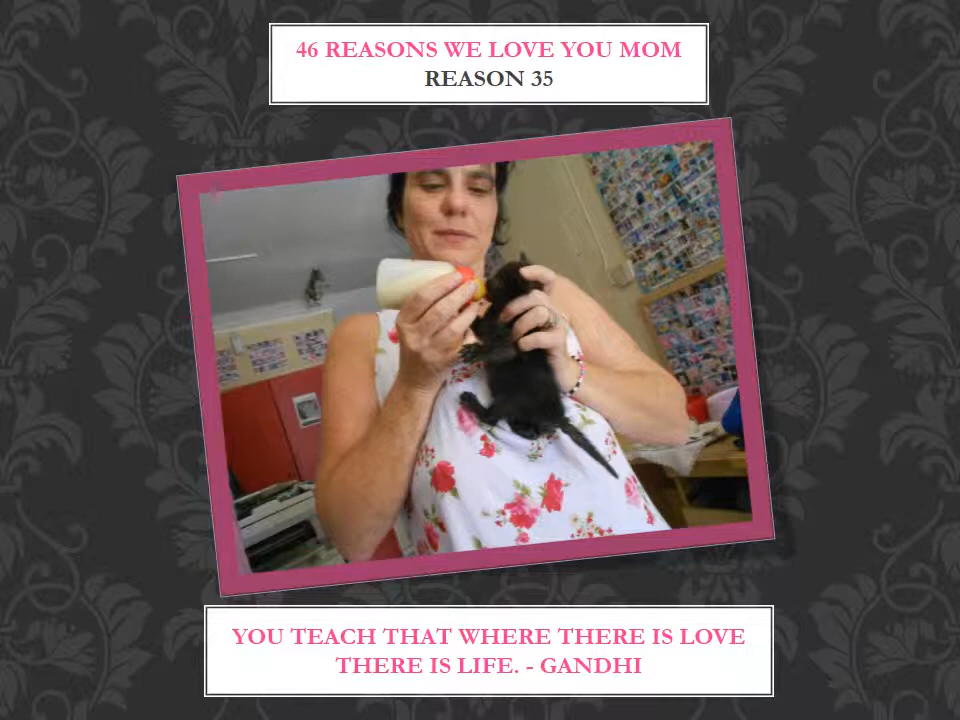 46 REASONS WE LOVE YOU MOM
REASON 35
YOU TEACH THAT WHERE THERE IS LOVE
THERE IS LIFE. - GANDHI